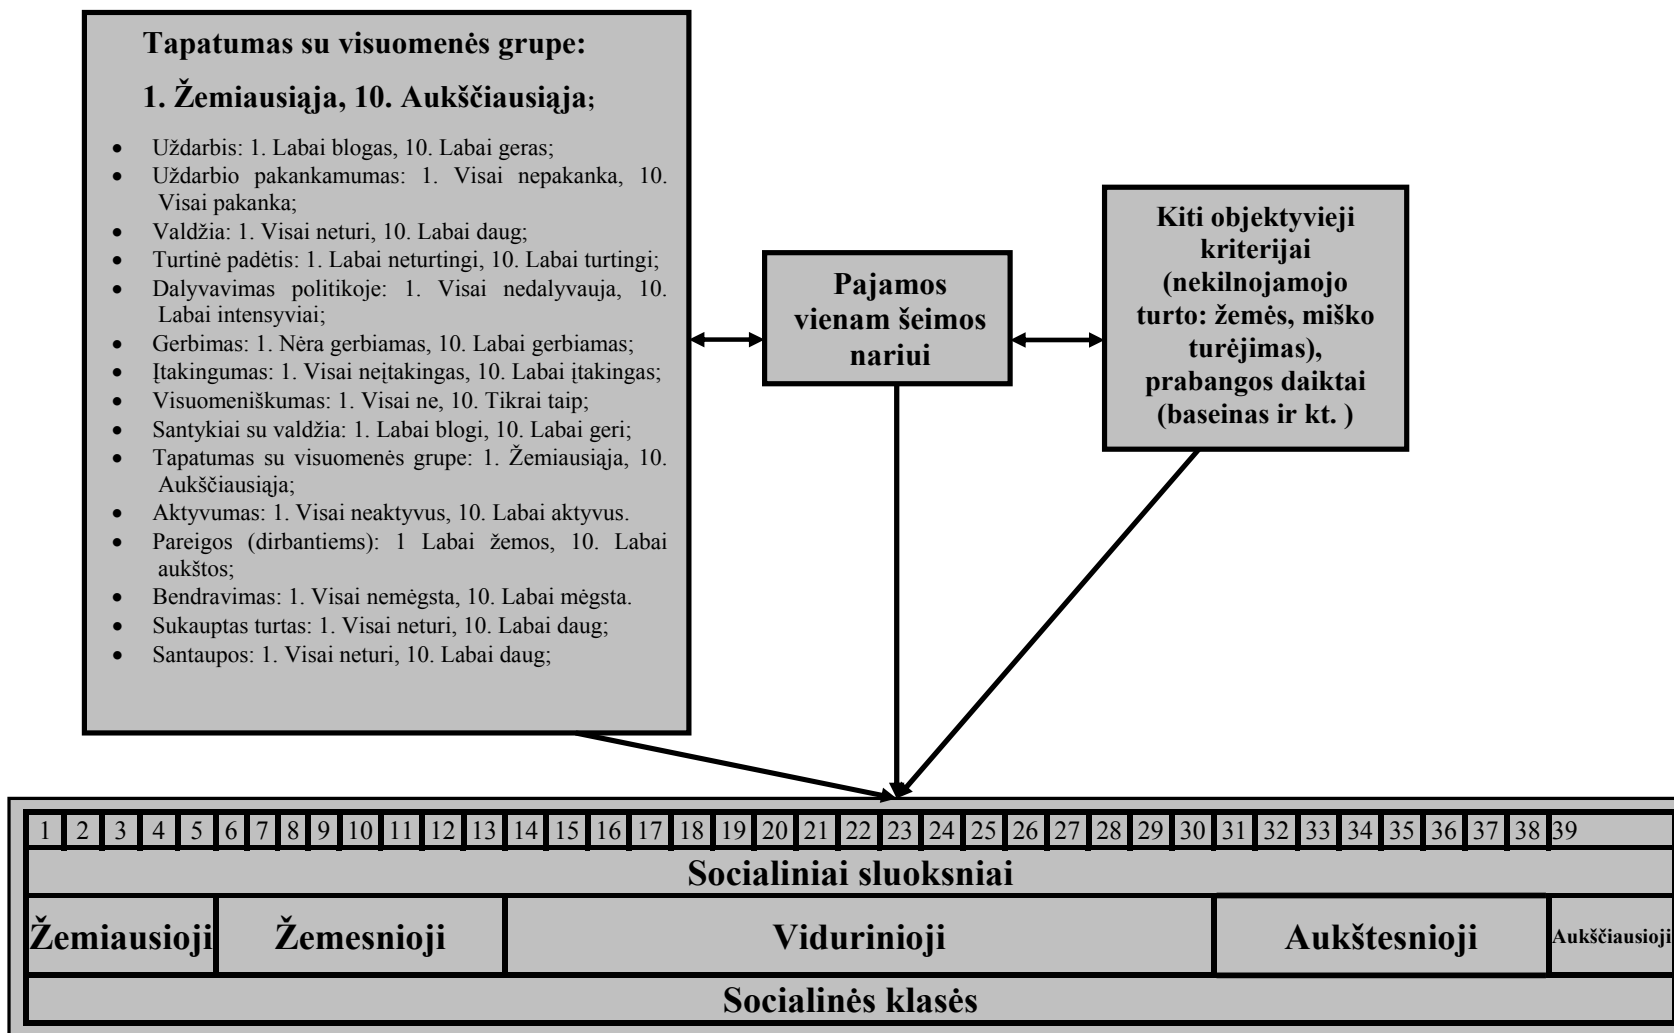 Tapatumas su visuomenės grupe:
1. Žemiausiąja, 10. Aukščiausiąja;
• Uždarbis: 1. Labai blogas, 10. Labai geras;
• Uždarbio pakankamumas: 1. Visai nepakanka, 10.
Visai pakanka;
• Valdžia: 1. Visai neturi, 10. Labai daug;
• Turtinė padėtis: 1. Labai neturtingi, 10. Labai turtingi;
• Dalyvavimas politikoje: 1. Visai nedalyvauja, 10.
Labai intensyviai;
• Gerbimas: 1. Nėra gerbiamas, 10. Labai gerbiamas;
• Įtakingumas: 1. Visai neįtakingas, 10. Labai įtakingas;
• Visuomeniškumas: 1. Visai ne, 10. Tikrai taip;
• Santykiai su valdžia: 1. Labai blogi, 10. Labai geri;
• Tapatumas su visuomenės grupe: 1. Žemiausiąja, 10.
Aukščiausiąja;
• Aktyvumas: 1. Visai neaktyvus, 10. Labai aktyvus.
• Pareigos (dirbantiems): 1 Labai žemos, 10. Labai
aukštos;
• Bendravimas: 1. Visai nemėgsta, 10. Labai mėgsta.
• Sukauptas turtas: 1. Visai neturi, 10. Labai daug;
• Santaupos: 1. Visai neturi, 10. Labai daug;
Pajamos
vienam šeimos
nariui
Kiti objektyvieji
kriterijai
(nekilnojamojo
turto: žemės, miško
turėjimas),
prabangos daiktai
(baseinas ir kt. )
1 2 3 4 5 6 7 8 9 10 11 12 13 14 15 16 17 18 19 20 21 22 23 24 25 26 27 28 29 30 31 32 33 34 35 36 37 38 39
Socialiniai sluoksniai
Žemiausioji Žemesnioji Vidurinioji Aukštesnioji Aukščiausioji
Socialinės klasės